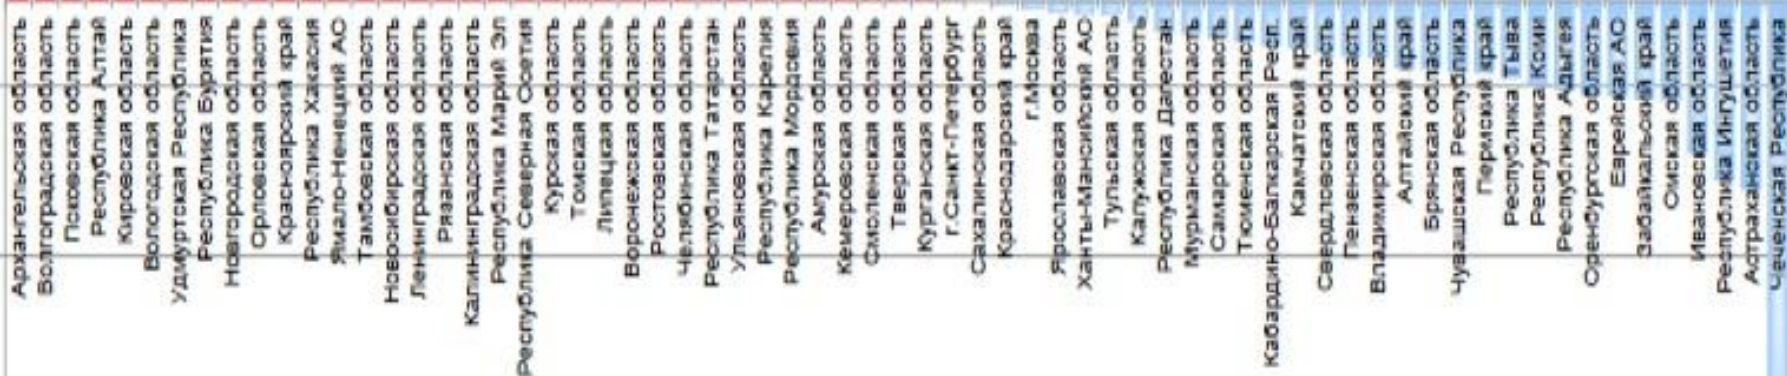 Архангельская область
Волгоградская область
Псковская область
Республика Алтай
Кировская область
Вологодская область
Удмуртская Республика
Республика Бурятия
Новгородская область
Орловская область
Красноярский край
Республика Хакасия
Ямало-Ненецкий АО
Тамбовская область
Новосибирская область
Ленинградская область
Рязанская область
Калининградская область
Республика Марий Эл
Республика Северная Осетия
Курская область
Томская область
Липецкая область
Воронежская область
Ростовская область
Челябинская область
Республика Татарстан
Ульяновская область
Республика Карелия
Республика Мордовия
Амурская область
Кемеровская область
Смоленская область
Тверская область
Курганская область
г.Санкт-Петербург
Сахалинская область
Краснодарский край
г.Москва
Ярославская область
Ханты-Мансийский АО
Тульская область
Калужская область
Республика Дагестан
Мурманская область
Самарская область
Тюменская область
Кабардино-Балкарская Респ.
Камчатский край
Свердловская область
Пензенская область
Владимирская область
Алтайский край
Брянская область
Чувашская Республика
Пермский край
Республика Тыва
Республика Коми
Республика Адыгея
Оренбургская область
Еврейская АО
Забайкальский край
Омская область
Ивановская область
Республика Ингушетия
Астраханская область
Чеченская Республика